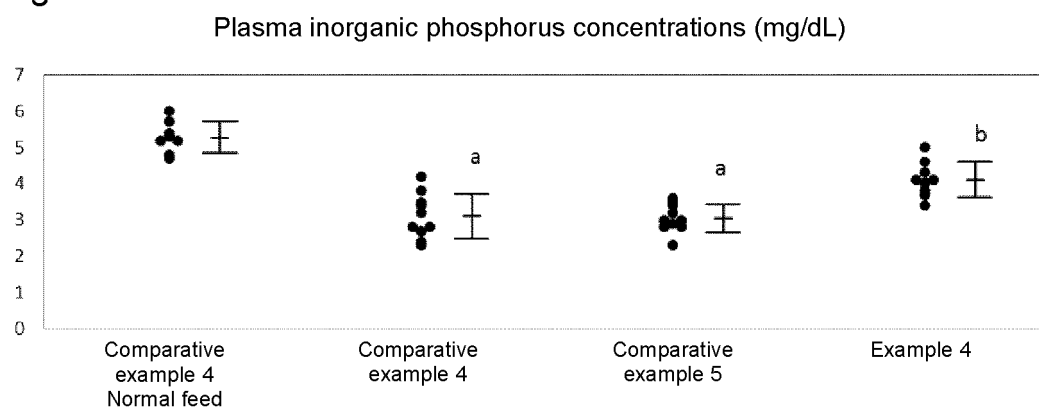 Plasma inorganic phosphorus concentrations (mg/dL)
7
6
5
4
3
2
1
0
a
a
b
Comparative example 4 Normal feed
Comparative example 4
Comparative example 5
Example 4